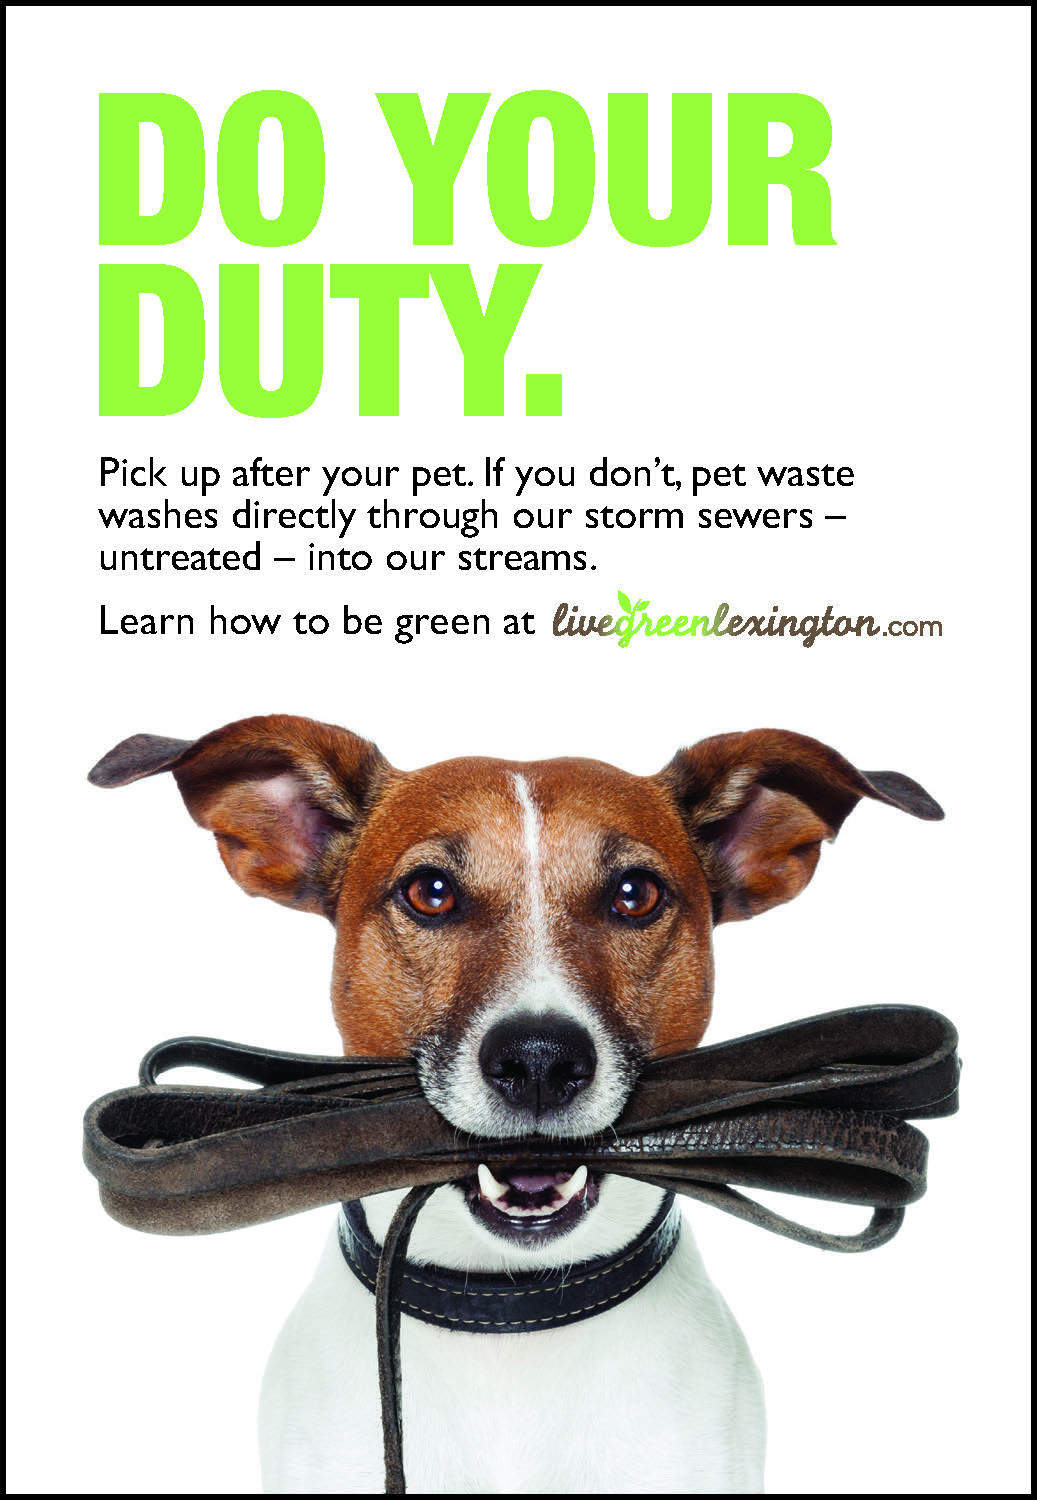 DO YOUR
DUTY.
Pick up after your pet. If you don’t, pet waste
washes directly through our storm sewers –
untreated – into our streams.
Learn how to be green at livegreenlexington.com